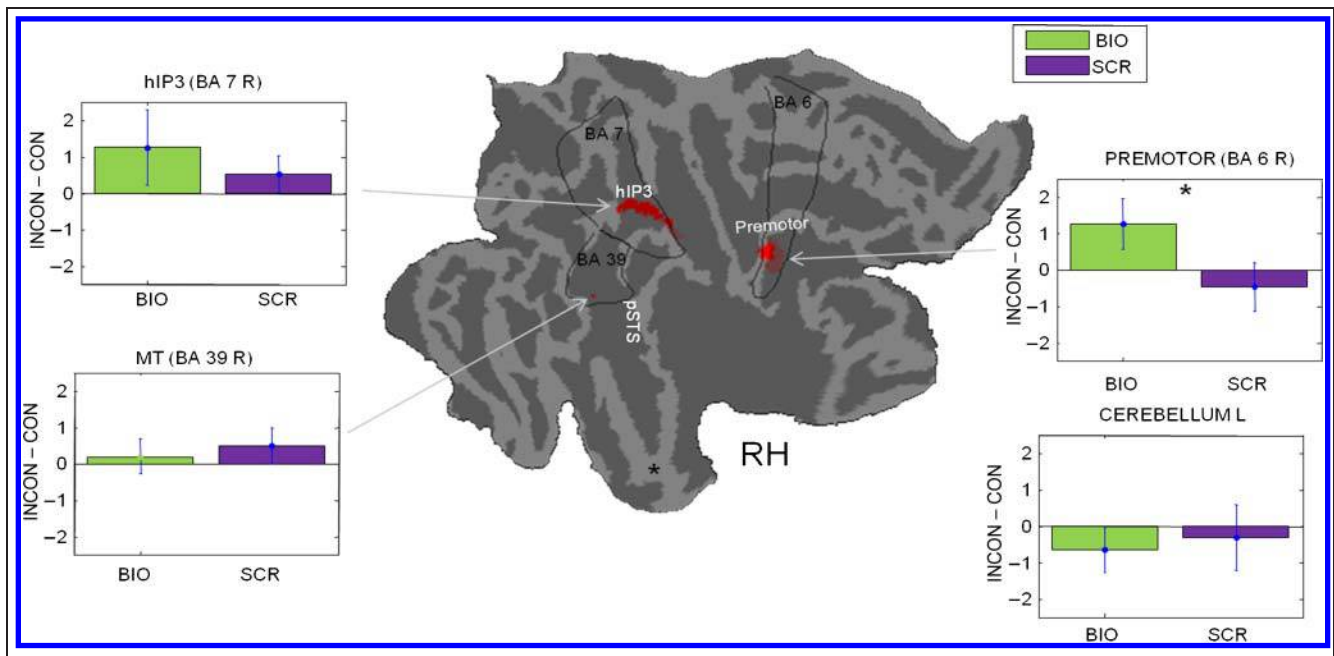 BIO
SCR
hIP3 (BA 7 R)
INCON – CON
2
1
0
−1
−2
BIO
SCR
MT (BA 39 R)
INCON – CON
2
1
0
−1
−2
BIO
SCR
BA 7
BA 6
hIP3
Premotor
BA 39
pSTS
*
RH
PREMOTOR (BA 6 R)
*
INCON – CON
2
1
0
−1
−2
BIO
SCR
CEREBELLUM L
INCON – CON
2
1
0
−1
−2
BIO
SCR